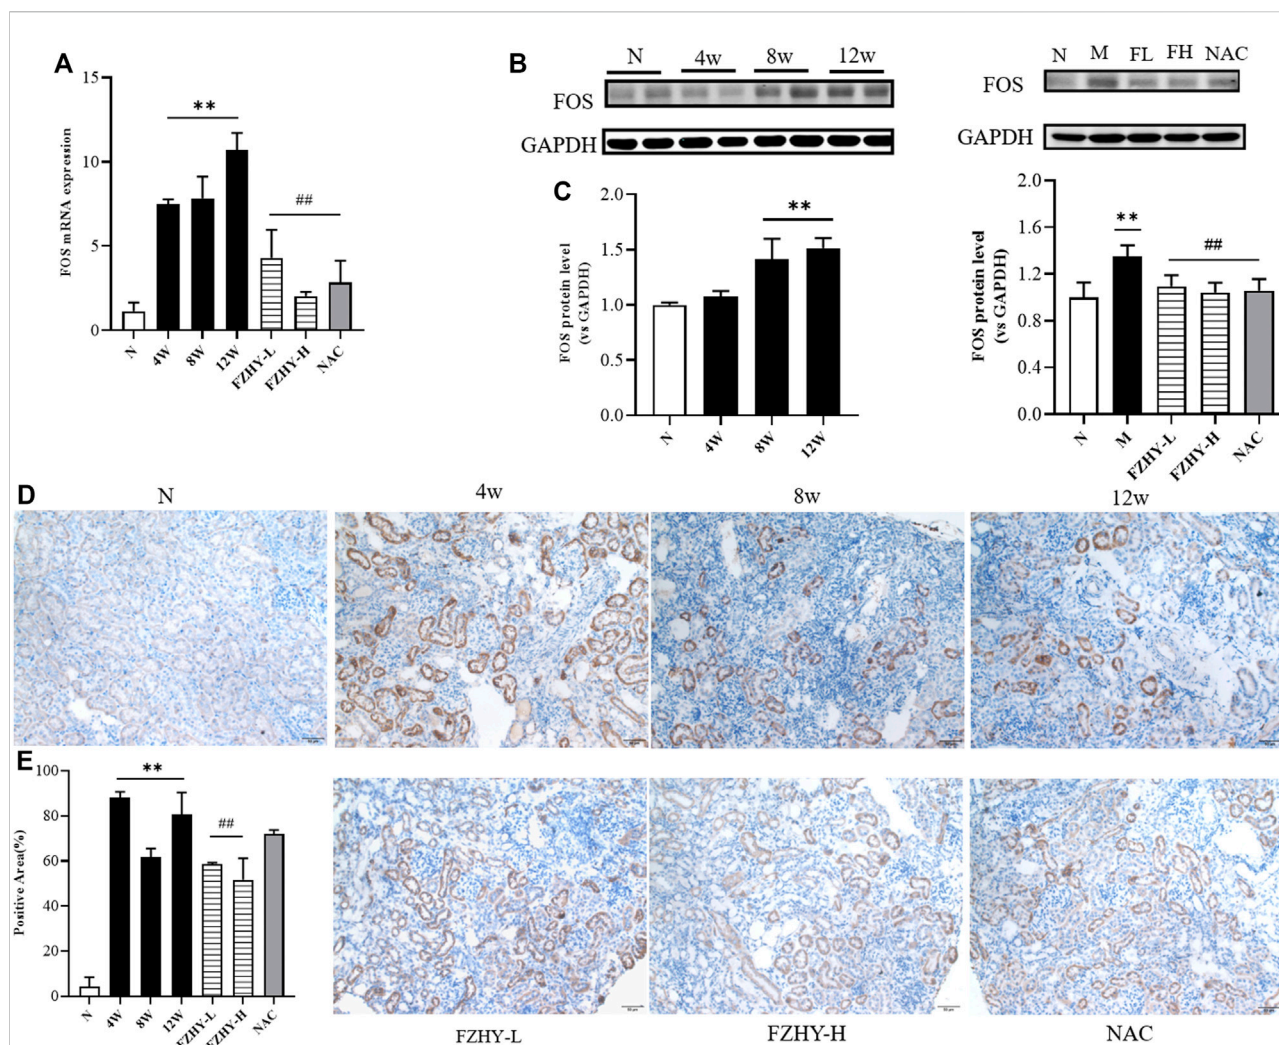 A
15
10
5
0
FOS mRNA expression
**
##
N
4W
8W
12W
FZHY-L
FZHY-H
NAC
B
N 4w 8w 12w
FOS
GAPDH
N M FL FH NAC
FOS
GAPDH
C
2.0
1.5
1.0
0.5
0.0
FOS protein level
(vs GAPDH)
**
N
4W
8W
12W
2.0
1.6
1.2
0.8
0.4
0.0
FOS protein level
(vs GAPDH)
**
##
N
M
FZHY-L
FZHY-H
NAC
D
N
4w
8w
12w
E
100
80
60
40
20
0
Positive Area(%)
**
##
N
4W
8W
12W
FZHY-L
FZHY-H
NAC
FZHY-L
FZHY-H
NAC